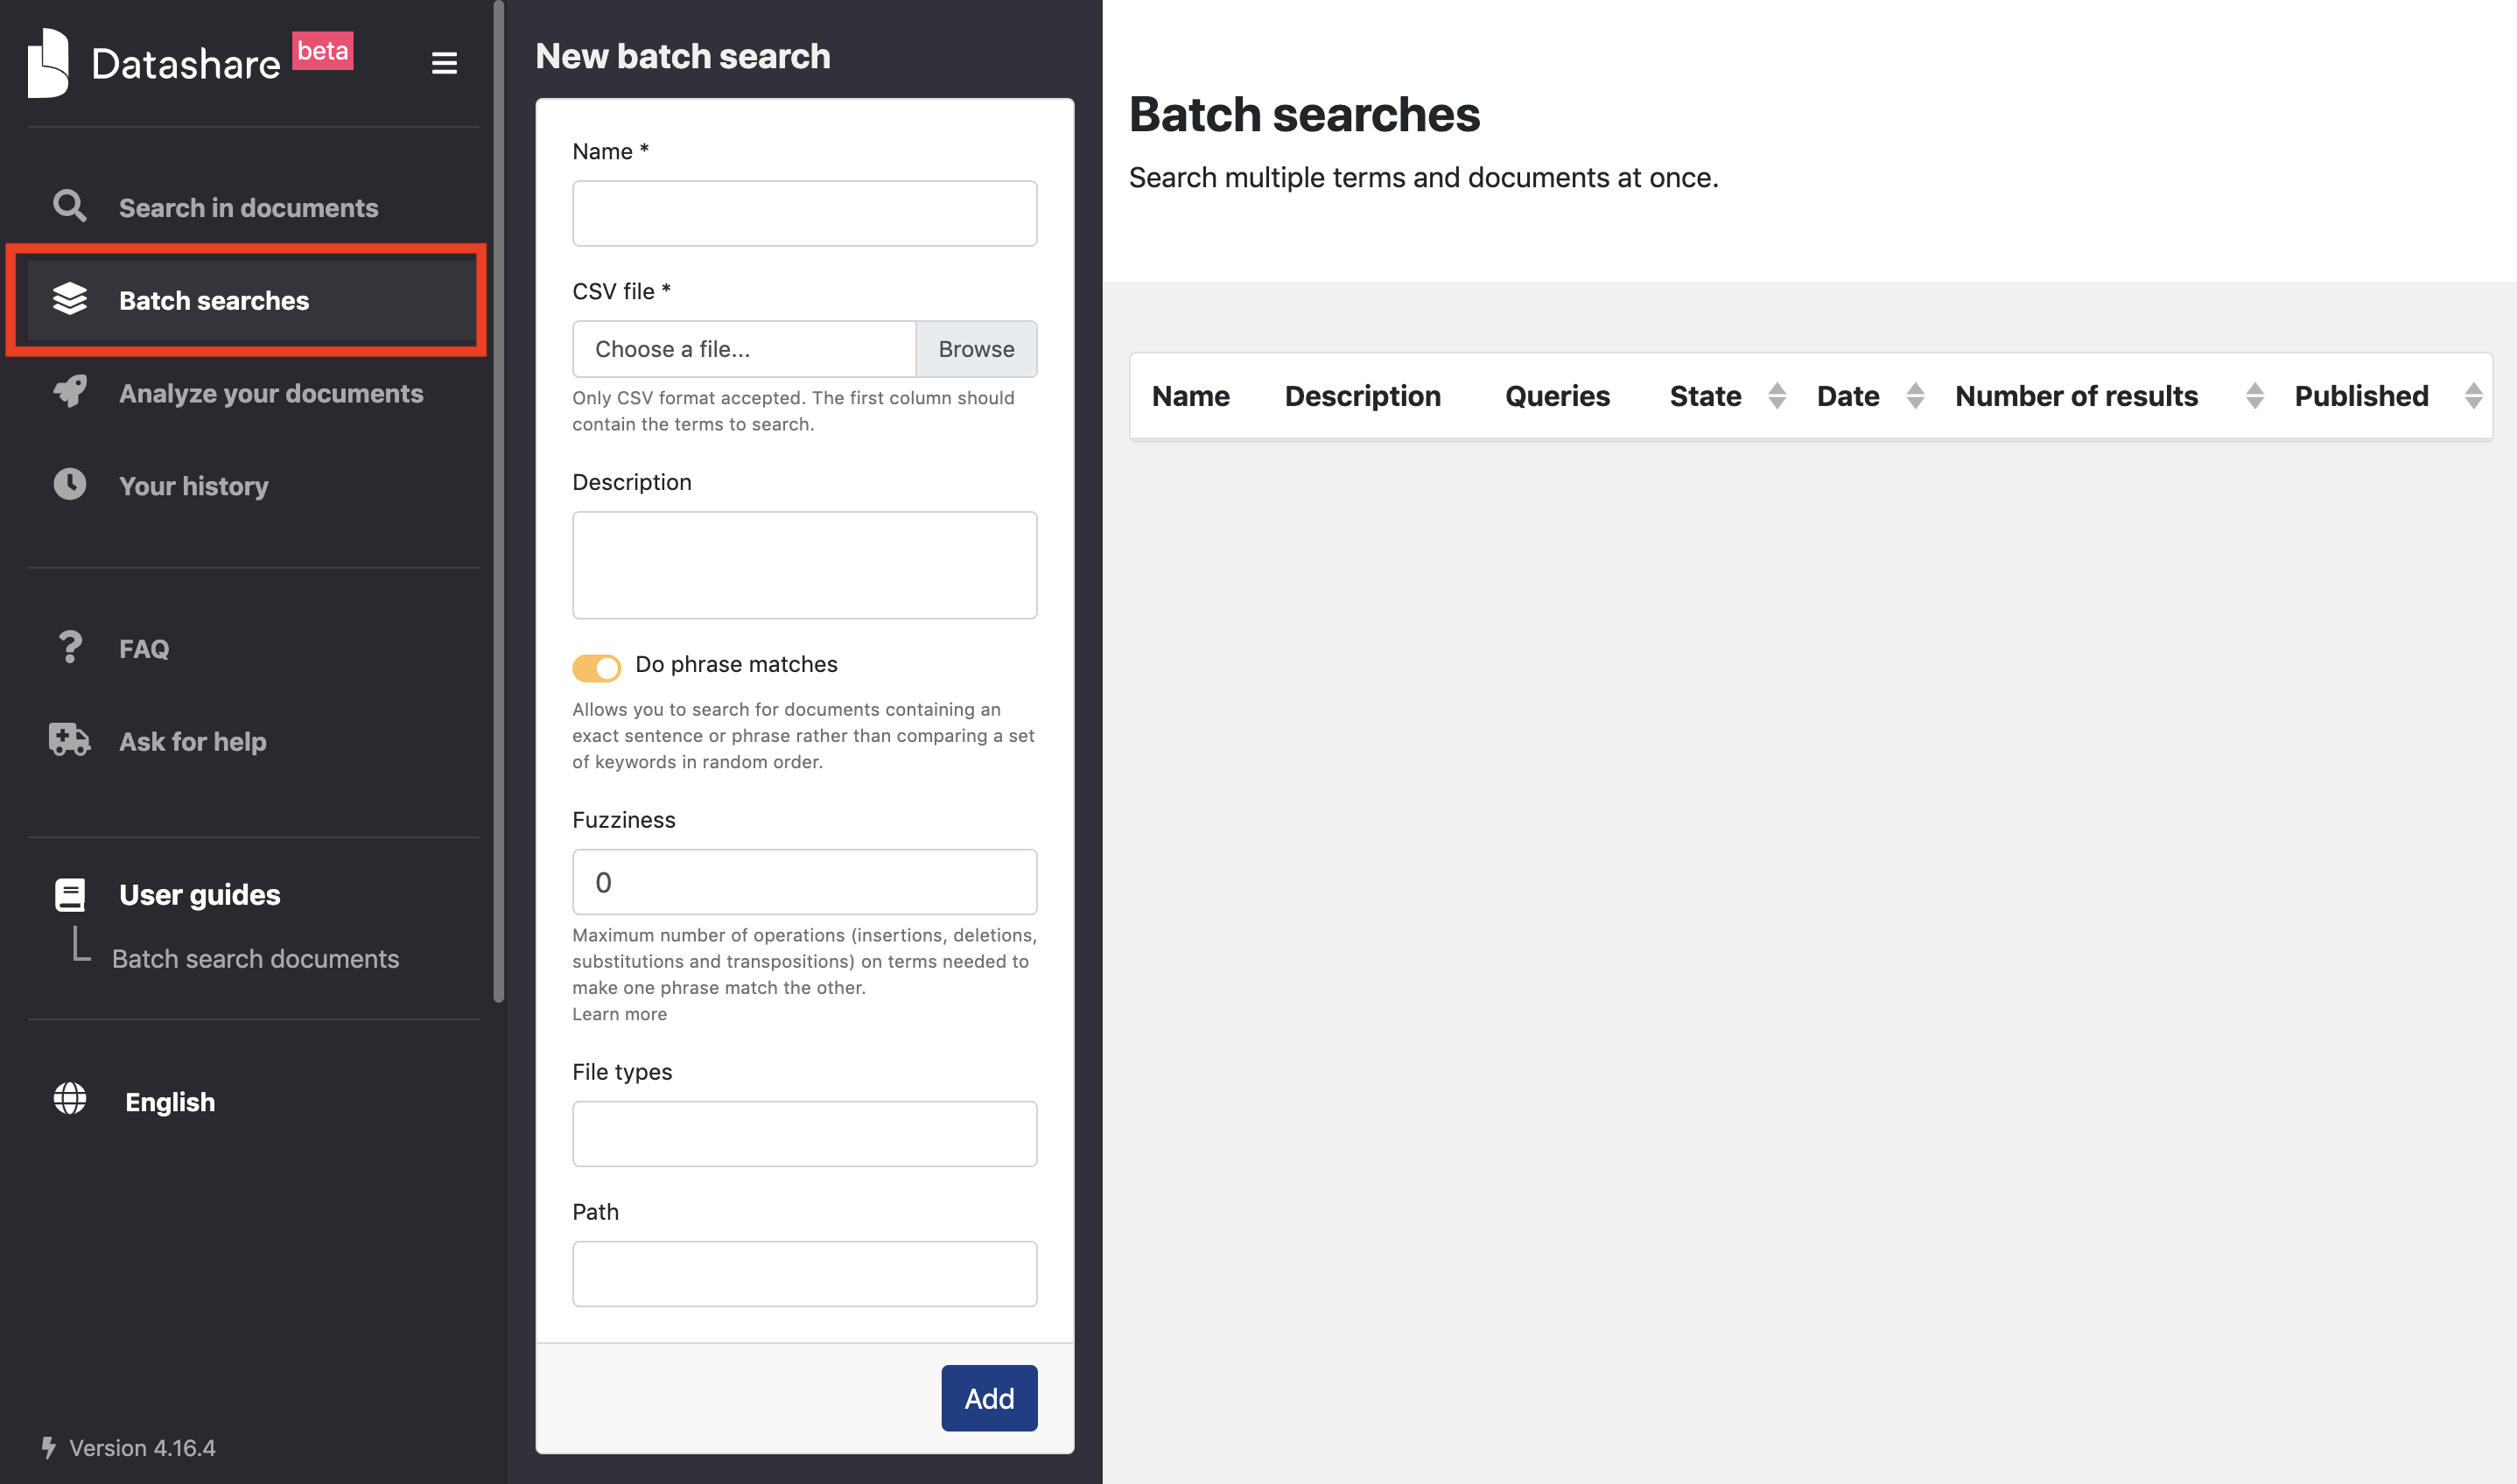 Datashare beta
Search in documents
Batch searches
Analyze your documents
Your history
FAQ
Ask for help
User guides
Batch search documents
English
Version 4.16.4
New batch search
Name *
CSV file *
Choose a file... Browse
Only CSV format accepted. The first column should
contain the terms to search.
Description
Do phrase matches
Allows you to search for documents containing an
exact sentence or phrase rather than comparing a set
of keywords in random order.
Fuzziness
0
Maximum number of operations (insertions, deletions,
substitutions and transpositions) on terms needed to
make one phrase match the other.
Learn more
File types
Path
Add
Batch searches
Search multiple terms and documents at once.
Name Description Queries State Date Number of results Published